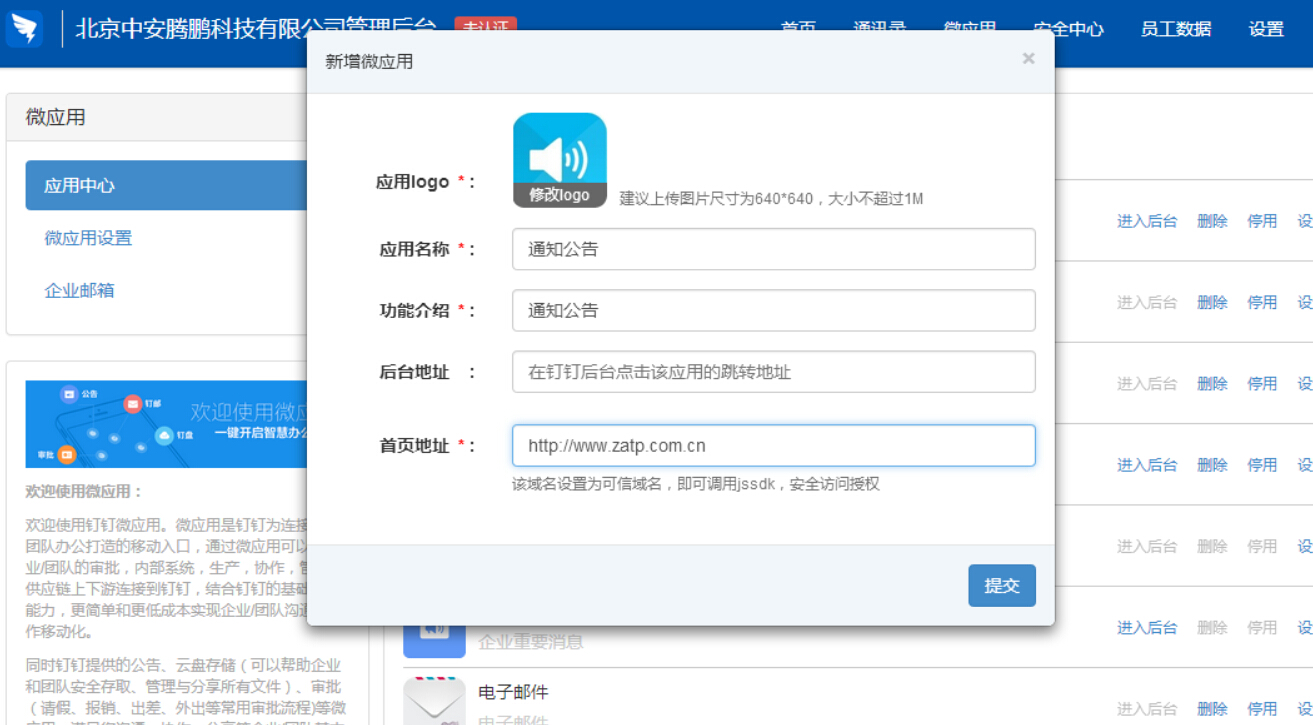 北京中安腾鹏科技有限公司管理后台 未认证 首页 通讯录 微应用 安全中心 员工数据 设置
新增微应用 ×
微应用
应用中心
微应用设置
企业邮箱
应用logo *：
修改logo
建议上传图片尺寸为640*640，大小不超过1M
应用名称 *： 通知公告
功能介绍 *： 通知公告
后台地址 ： 在钉钉后台点击该应用的跳转地址
首页地址 *： http://www.zatp.com.cn
该域名设置为可信域名，即可调用jssdk，安全访问授权
提交
公告
钉邮
钉盘
审批
欢迎使用微应
一键开启智慧办公
欢迎使用微应用：
欢迎使用钉钉微应用。微应用是钉钉为连接
团队办公打造的移动入口，通过微应用可以
业/团队的审批，内部系统，生产，协作，管
供应链上下游连接到钉钉，结合钉钉的基础
能力，更简单和更低成本实现企业/团队沟通
作移动化。
同时钉钉提供的公告、云盘存储（可以帮助企业
和团队安全存取、管理与分享所有文件）、审批
（请假、报销、出差、外出等常用审批流程)等微
进入后台 删除 停用 设
进入后台 删除 停用 设
进入后台 删除 停用 设
进入后台 删除 停用 设
进入后台 删除 停用 设
企业重要消息
进入后台 删除 停用 设
电子邮件
电子邮件
进入后台 删除 停用 设